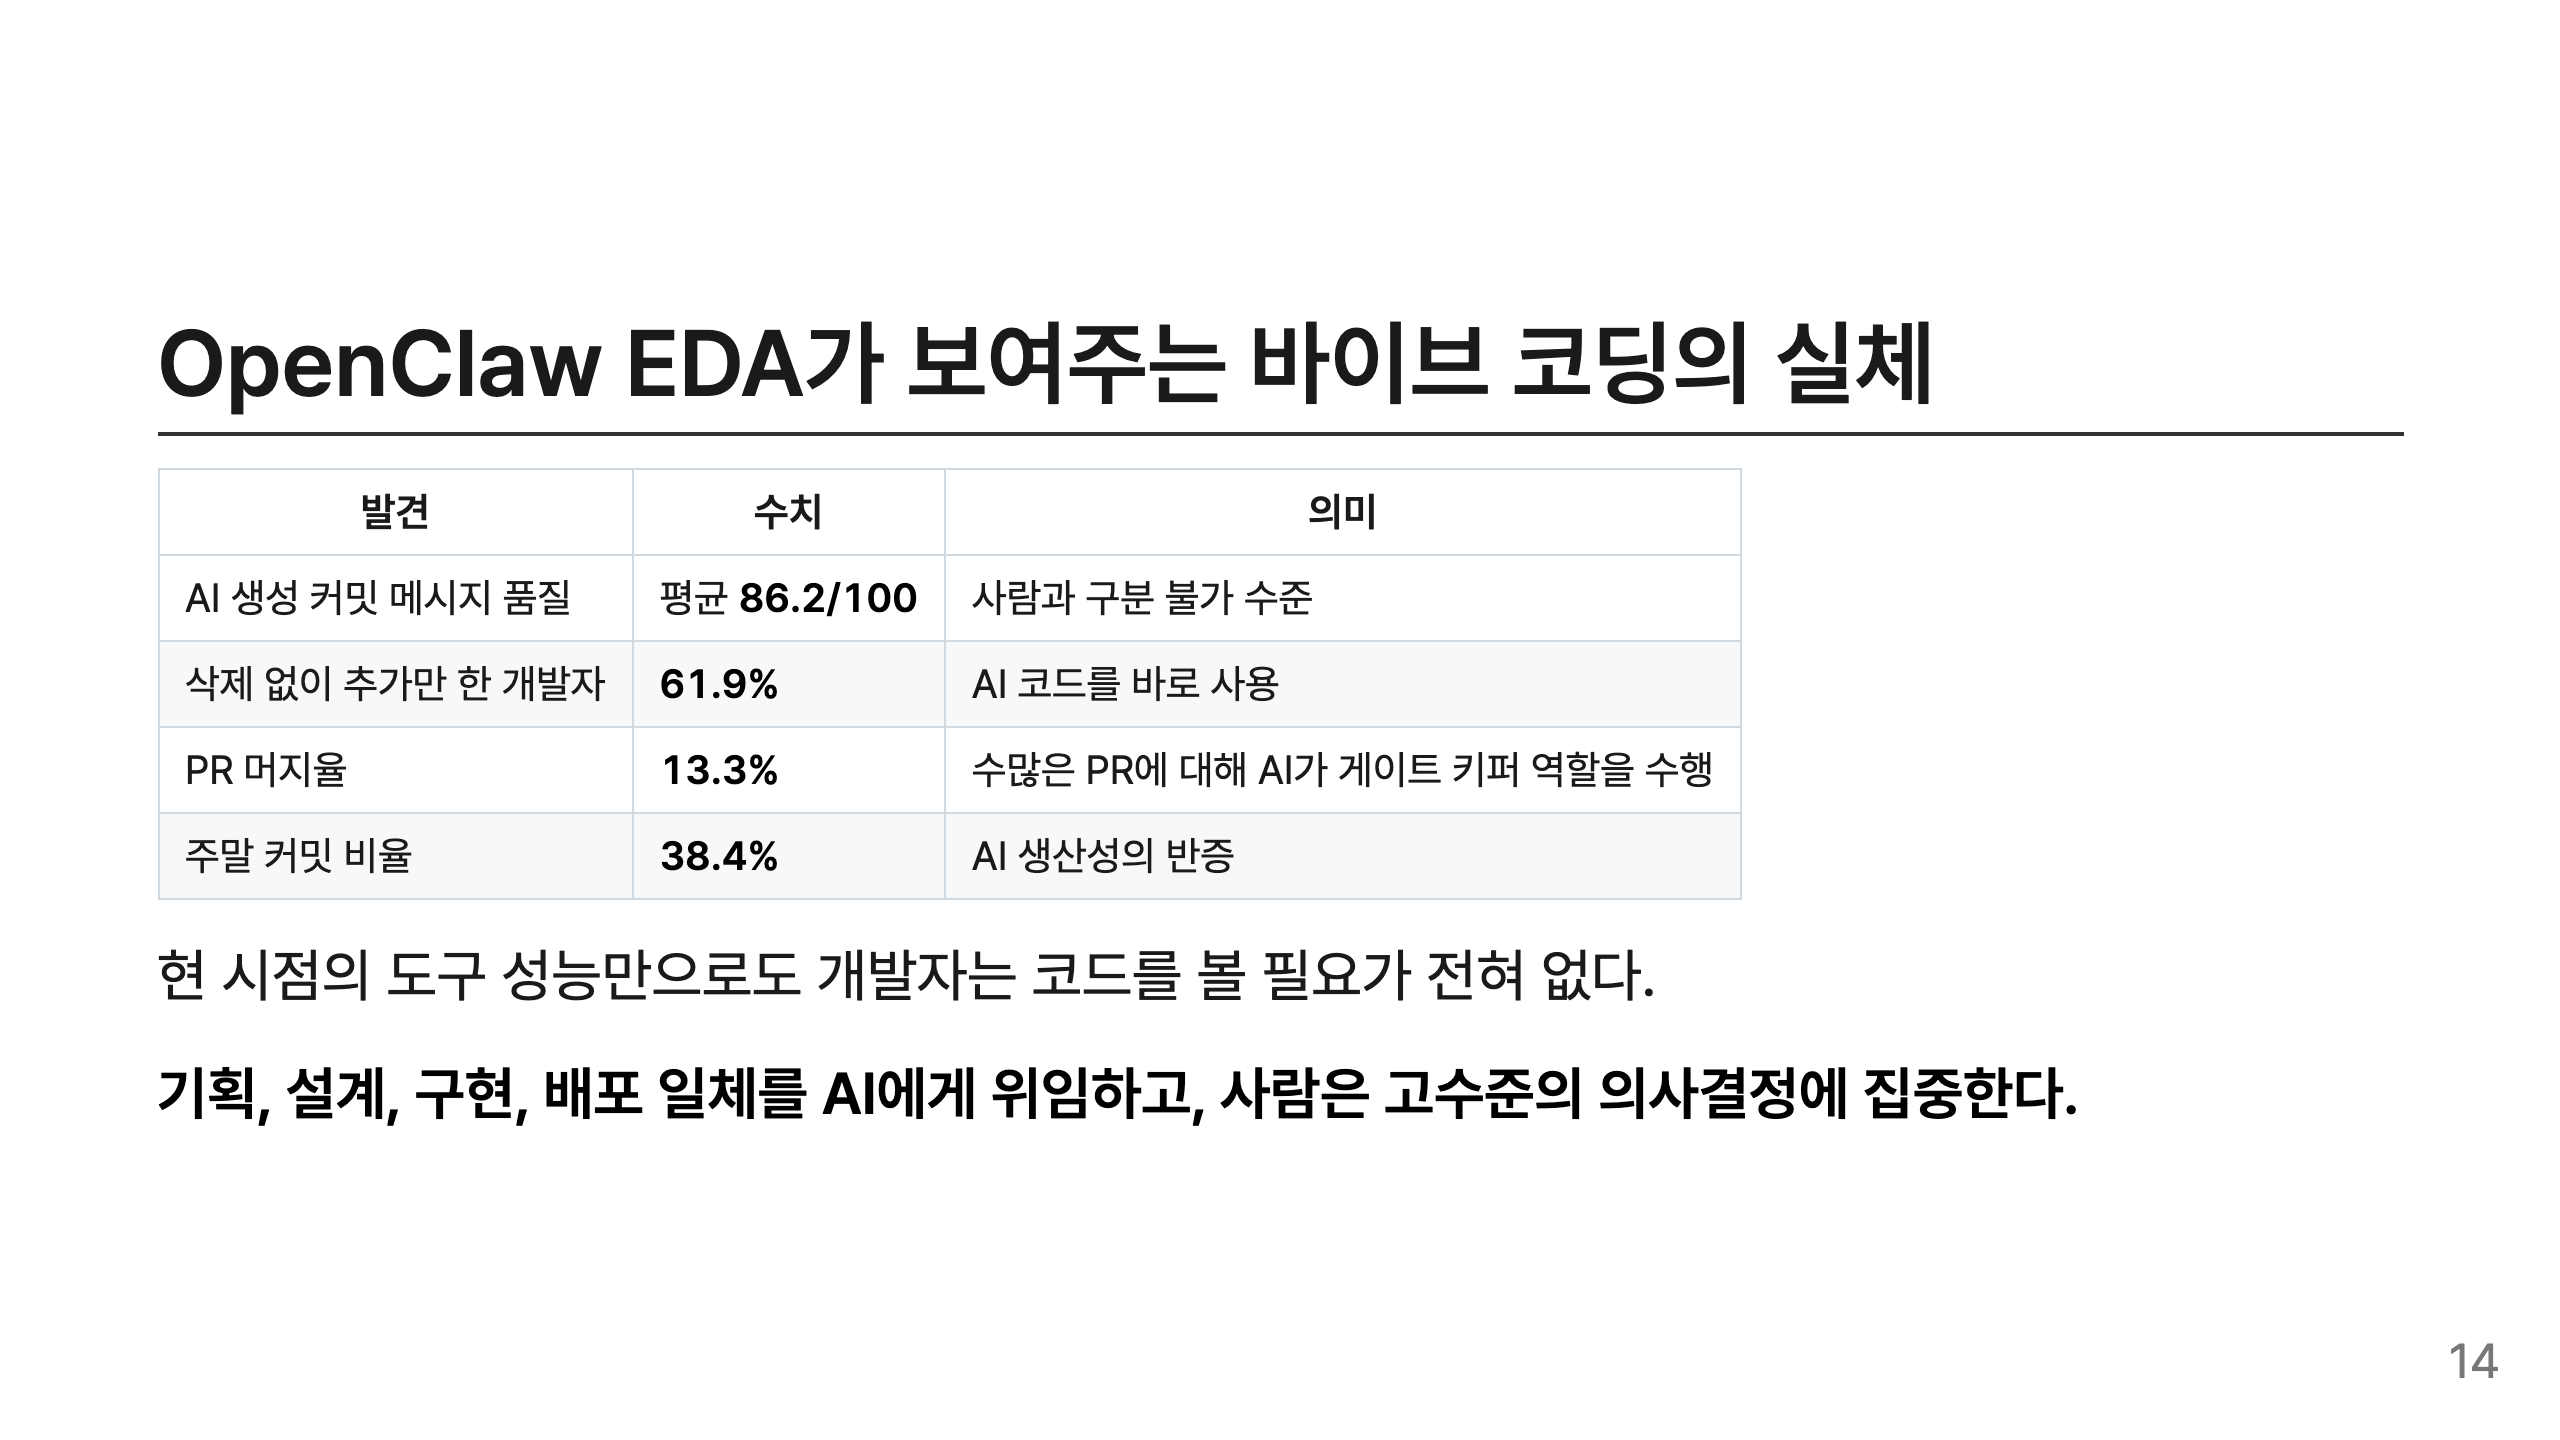 OpenClaw EDA가 보여주는 바이브 코딩의 실체
발견 수치 의미
AI 생성 커밋 메시지 품질 평균 86.2/100 사람과 구분 불가 수준
삭제 없이 추가만 한 개발자 61.9% AI 코드를 바로 사용
PR 머지율 13.3% 수많은 PR에 대해 AI가 게이트 키퍼 역할을 수행
주말 커밋 비율 38.4% AI 생산성의 반증
현 시점의 도구 성능만으로도 개발자는 코드를 볼 필요가 전혀 없다.
기획, 설계, 구현, 배포 일체를 AI에게 위임하고, 사람은 고수준의 의사결정에 집중한다.
14